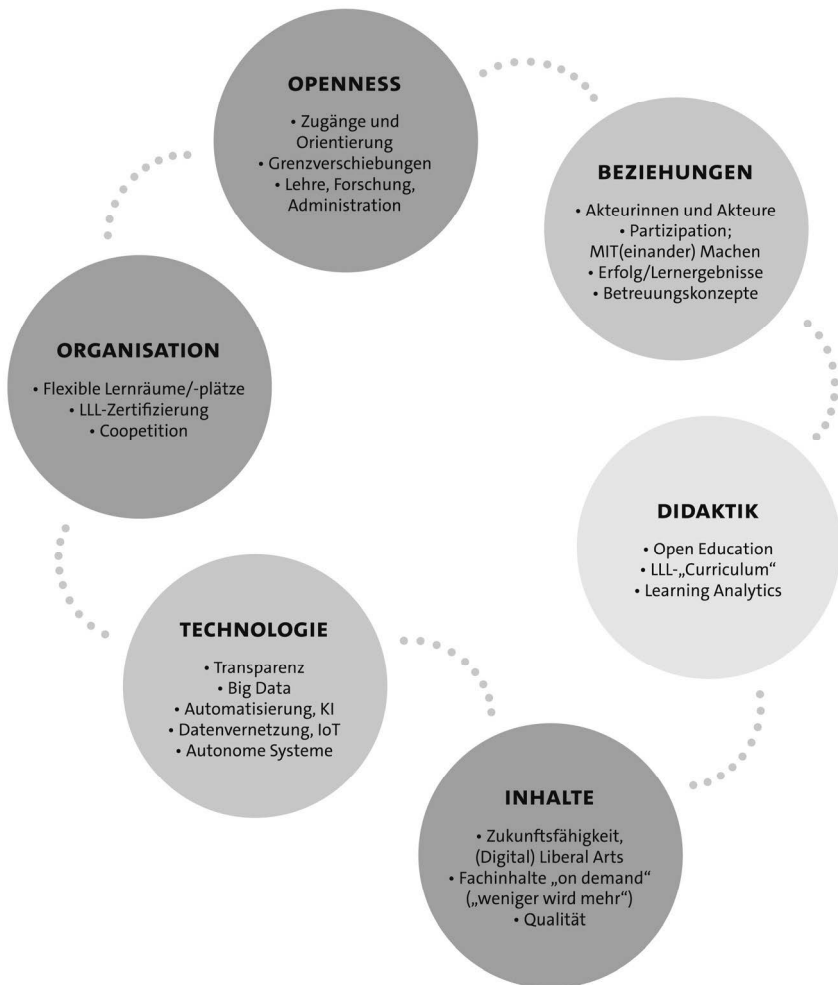 OPENNESS
• Zugänge und
Orientierung
• Grenzverschiebungen
• Lehre, Forschung,
Administration
BEZIEHUNGEN
• Akteurinnen und Akteure
• Partizipation;
MIT(einander) Machen
• Erfolg/Lernergebnisse
• Betreuungskonzepte
DIDAKTIK
• Open Education
• LLL-„Curriculum“
• Learning Analytics
INHALTE
• Zukunftsfähigkeit,
(Digital) Liberal Arts
• Fachinhalte „on demand“
(„weniger wird mehr“)
• Qualität
TECHNOLOGIE
• Transparenz
• Big Data
• Automatisierung, KI
• Datenvernetzung, IoT
• Autonome Systeme
ORGANISATION
• Flexible Lernräume/-plätze
• LLL-Zertifizierung
• Coopetition